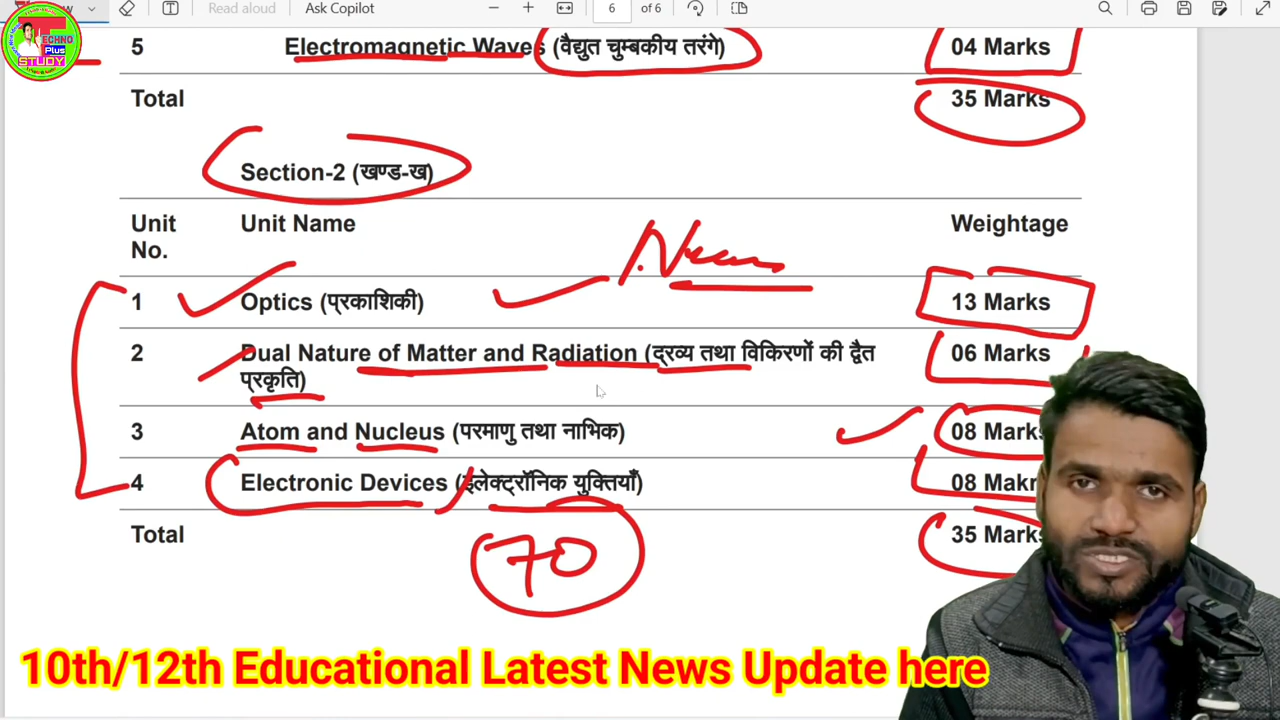 Read aloud
Ask Copilot
6
of 6
TECHNO
Plus
STUDY
5 Electromagnetic Waves (वैद्युत चुम्बकीय तरंगे) 04 Marks
Total 35 Marks
Section-2 (खण्ड-ख)
Unit No. Unit Name Weightage
1 Optics (प्रकाशिकी) 13 Marks
2 Dual Nature of Matter and Radiation (द्रव्य तथा विकिरणों की द्वैत 06 Marks
प्रकृति)
3 Atom and Nucleus (परमाणु तथा नाभिक) 08 Marks
4 Electronic Devices (इलेक्ट्रॉनिक युक्तियाँ) 08 Makr
Total 35 Marks
70
10th/12th Educational Latest News Update here